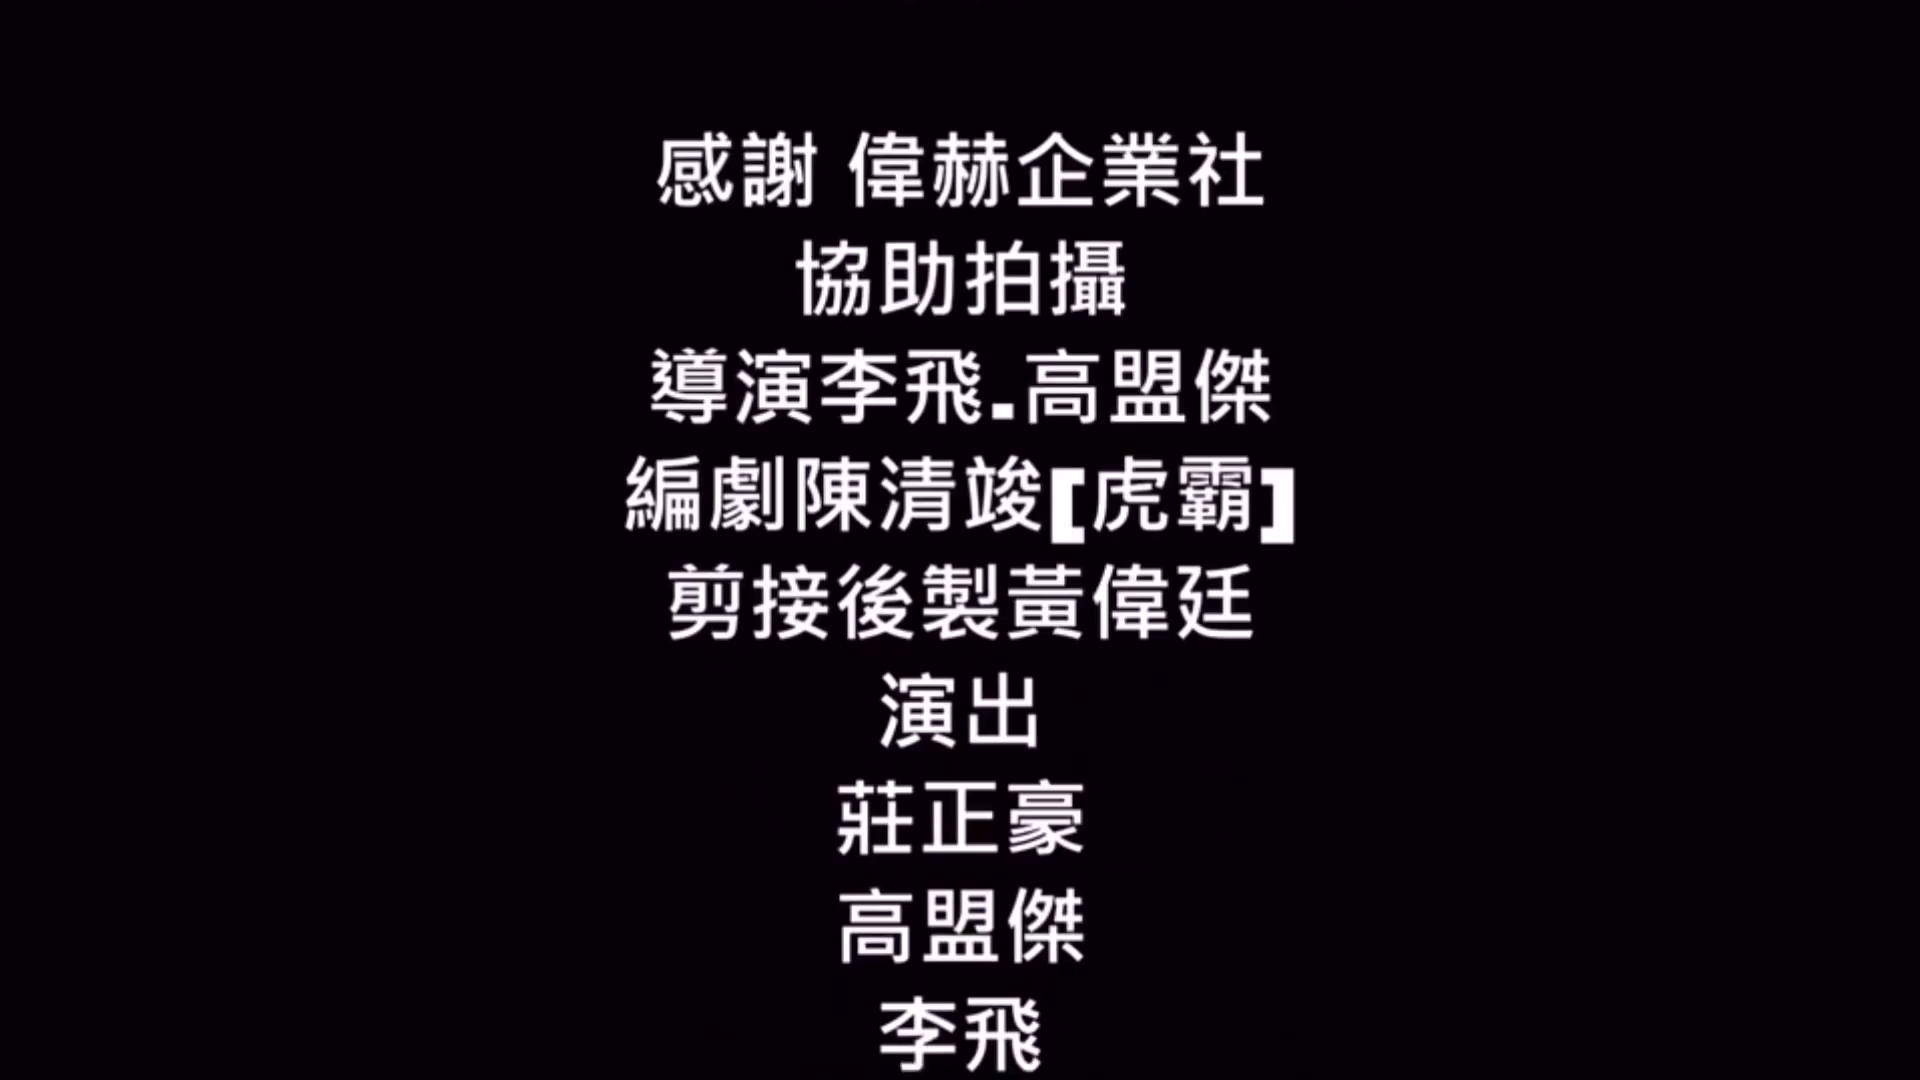 感謝 偉赫企業社
協助拍攝
導演李飛.高盟傑
編劇陳清竣[虎霸]
剪接後製黃偉廷
演出
莊正豪
高盟傑
李飛